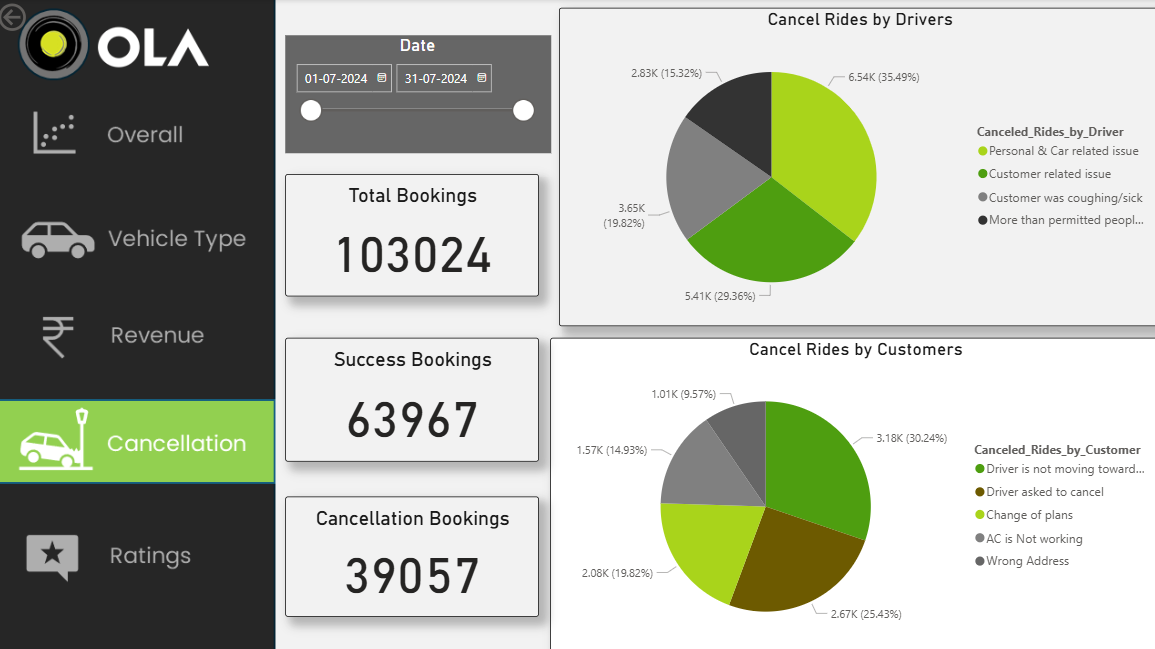 OLA
Overall
Vehicle Type
Revenue
Cancellation
Ratings
Date
01-07-2024
31-07-2024
Total Bookings
103024
Success Bookings
63967
Cancellation Bookings
39057
Cancel Rides by Drivers
2.83K (15.32%)
6.54K (35.49%)
3.65K
(19.82%)
5.41K (29.36%)
Canceled_Rides_by_Driver
Personal & Car related issue
Customer related issue
Customer was coughing/sick
More than permitted peopl...
Cancel Rides by Customers
1.01K (9.57%)
3.18K (30.24%)
1.57K (14.93%)
2.08K (19.82%)
2.67K (25.43%)
Canceled_Rides_by_Customer
Driver is not moving toward...
Driver asked to cancel
Change of plans
AC is Not working
Wrong Address